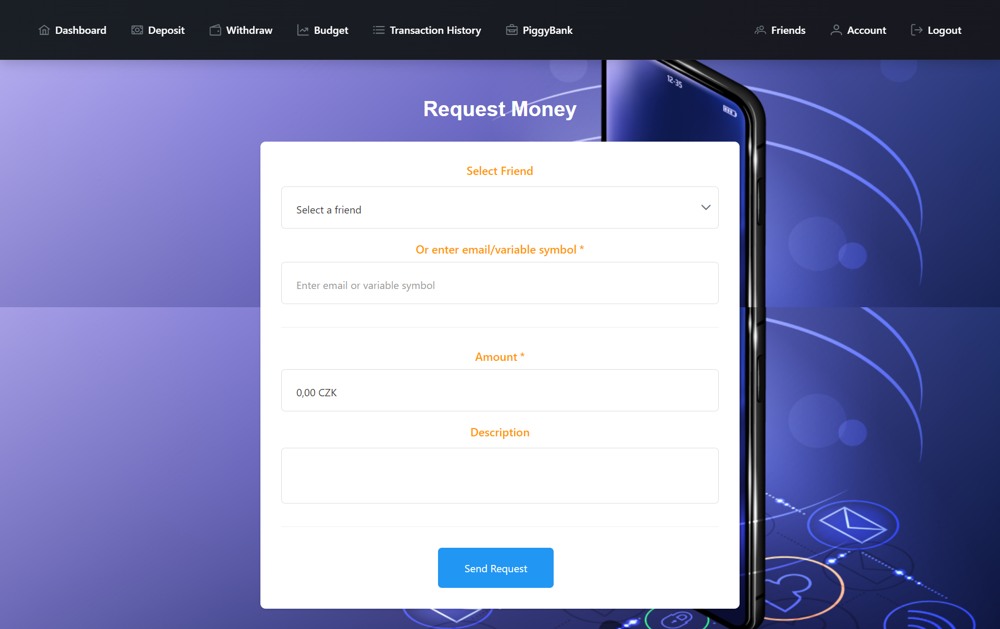 Dashboard Deposit Withdraw Budget Transaction History PiggyBank Friends Account Logout
12-35
Request Money
Select Friend
Select a friend
Or enter email/variable symbol *
Enter email or variable symbol
Amount *
0,00 CZK
Description
Send Request